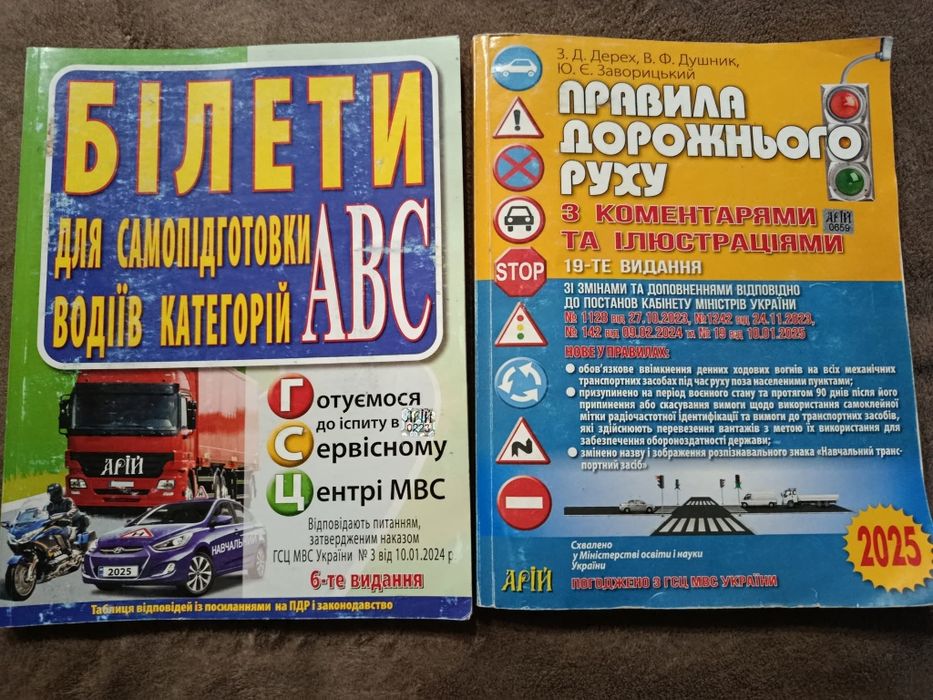 БІЛЕТИ
ДЛЯ САМОПІДГОТОВКИ
ВОДІЇВ КАТЕГОРІЙ
АВС
Готуємося
до іспиту в
Сервісному
Центрі МВС
АРІЙ
0223
Відповідають питанням,
затвердженим наказом
ГСЦ МВС України № 3 від 10.01.2024 р
6-те видання
АРІЙ
НАВЧАЛЬ
2025
Таблиця відповідей із посиланнями на ПДР і законодавство
З. Д. Дерех, В. Ф. Душник,
Ю. Є. Заворицький
ПРАВИЛА
ДОРОЖНЬОГО
РУХУ
З КОМЕНТАРЯМИ
ТА ІЛЮСТРАЦІЯМИ
АРІЙ
0659
19-ТЕ ВИДАННЯ
STOP
ЗІ ЗМІНАМИ ТА ДОПОВНЕННЯМИ ВІДПОВІДНО
ДО ПОСТАНОВ КАБІНЕТУ МІНІСТРІВ УКРАЇНИ
№ 1128 від 27.10.2023, №1242 від 24.11.2023,
№ 142 від 09.02.2024 та № 19 від 10.01.2025
НОВЕ У ПРАВИЛАХ:
● обов'язкове ввімкнення денних ходових вогнів на всіх механічних
транспортних засобах під час руху поза населеними пунктами;
● призупинено на період воєнного стану та протягом 90 днів після його
припинення або скасування вимоги щодо використання самоклейної
мітки радіочастотної ідентифікації та вимоги до транспортних засобів,
які здійснюють перевезення вантажів з метою їх використання для
забезпечення обороноздатності держави;
● змінено назву і зображення розпізнавального знака «Навчальний транс-
портний засіб»
2025
Схвалено
у Міністерстві освіти і науки
України
АРІЙ
ПОГОДЖЕНО З ГСЦ МВС УКРАЇНИ